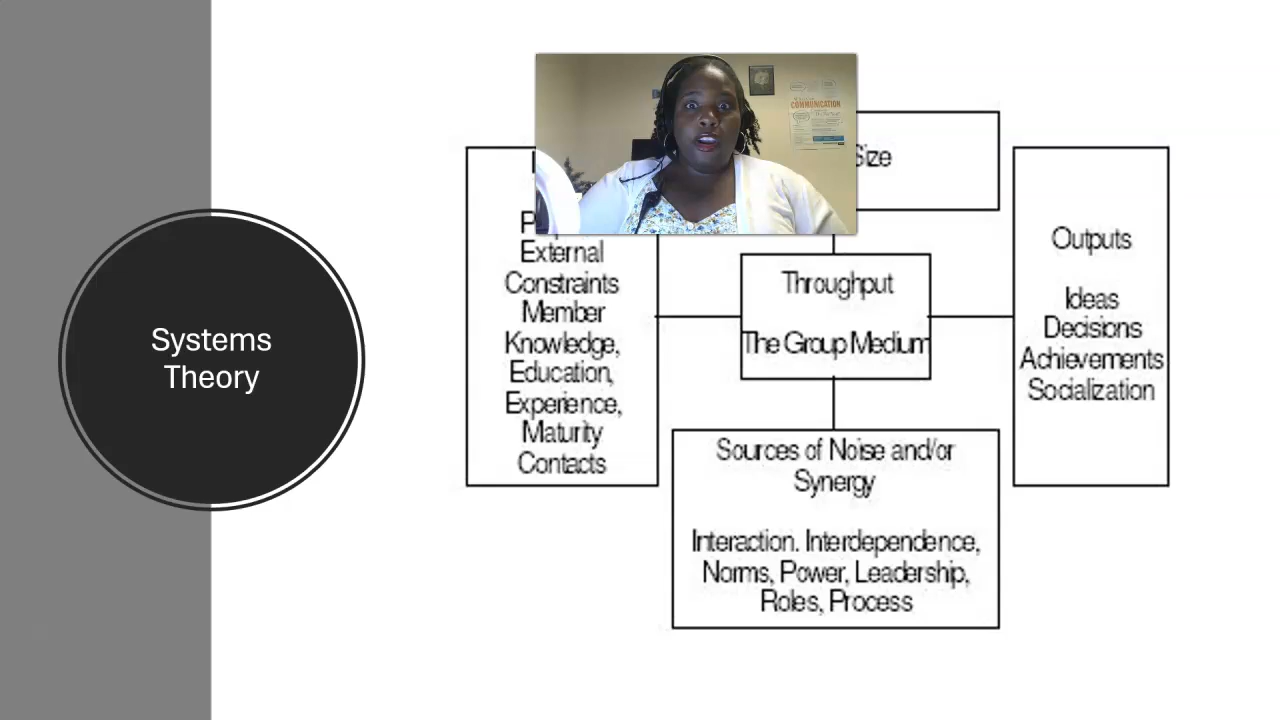 Systems
Theory
COMMUNICATION
Size
External
Constraints
Member
Knowledge,
Education,
Experience,
Maturity
Contacts
Throughput
The Group Medium
Outputs
Ideas
Decisions
Achievements
Socialization
Sources of Noise and/or
Synergy
Interaction. Interdependence,
Norms, Power, Leadership,
Roles, Process